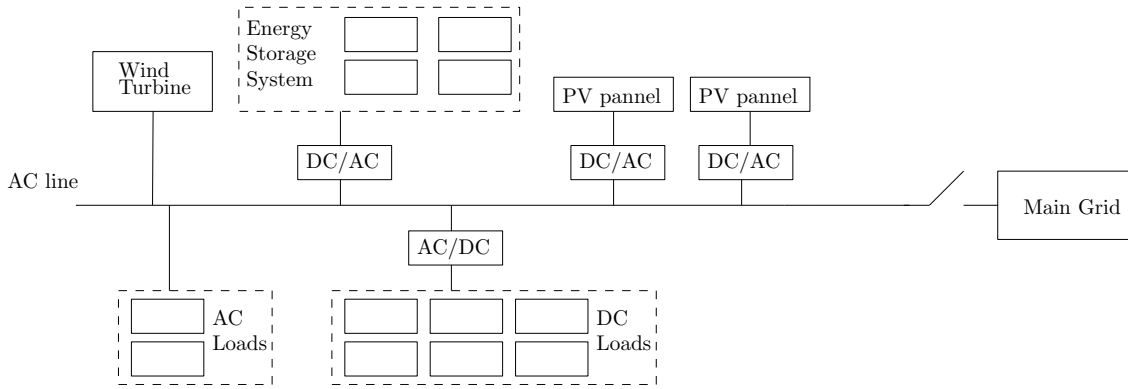 Energy
Storage
System
Wind
Turbine
PV pannel
PV pannel
DC/AC
DC/AC
DC/AC
AC line
Main Grid
AC/DC
AC
Loads
DC
Loads